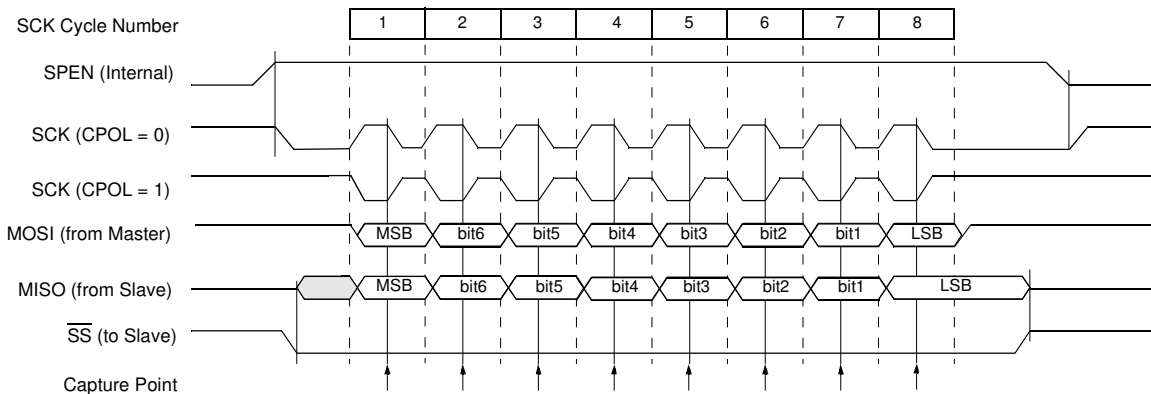 SCK Cycle Number 1 2 3 4 5 6 7 8
SPEN (Internal)
SCK (CPOL = 0)
SCK (CPOL = 1)
MOSI (from Master) MSB bit6 bit5 bit4 bit3 bit2 bit1 LSB
MISO (from Slave) MSB bit6 bit5 bit4 bit3 bit2 bit1 LSB
SS (to Slave)
Capture Point